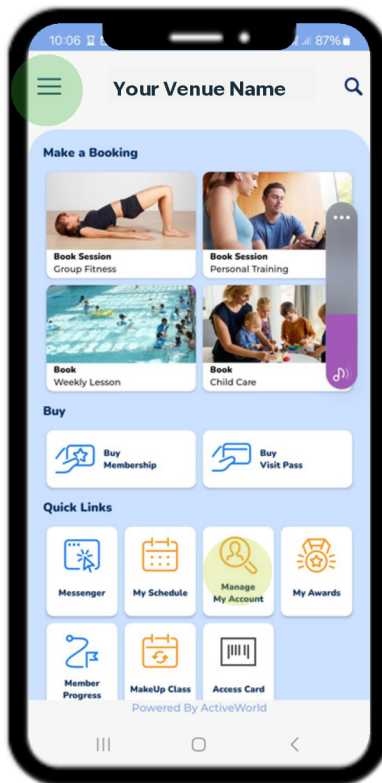 10:06
87%
Your Venue Name
Make a Booking
Book Session
Group Fitness
Book Session
Personal Training
Book
Weekly Lesson
Book
Child Care
Buy
Buy
Membership
Buy
Visit Pass
Quick Links
Messenger
My Schedule
Manage
My Account
My Awards
Member
Progress
MakeUp Class
Access Card
Powered By ActiveWorld